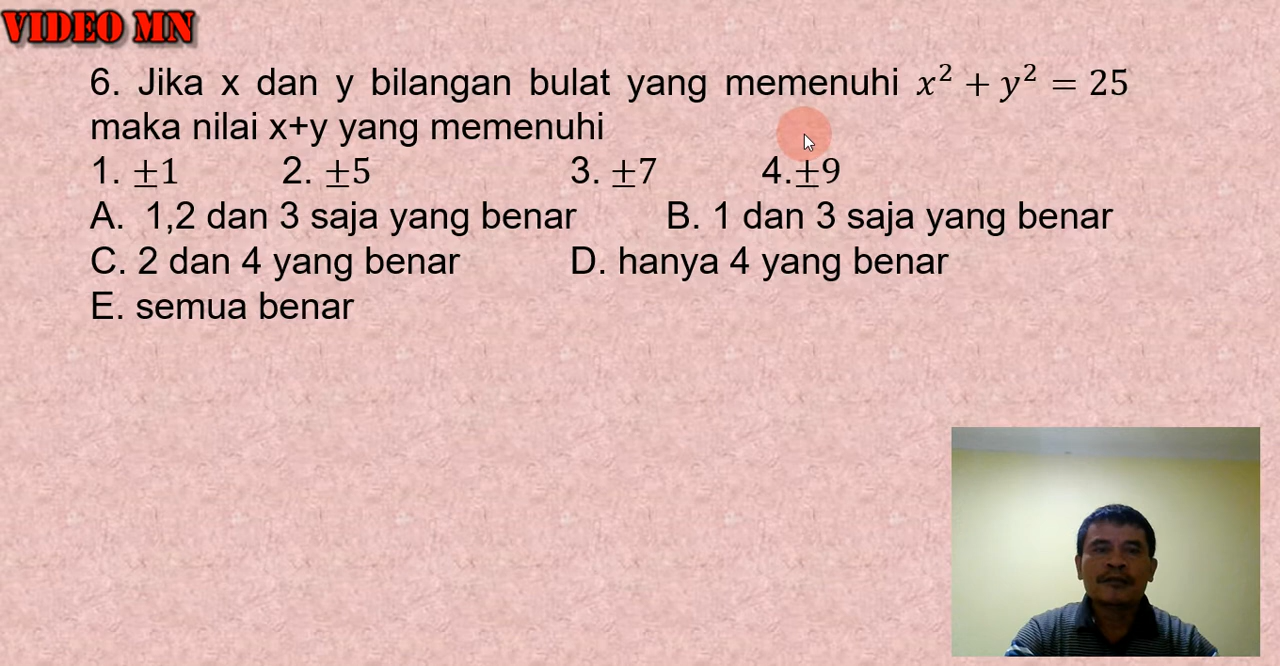 VIDEO MN
6. Jika x dan y bilangan bulat yang memenuhi 𝑥² + 𝑦² = 25
maka nilai x+y yang memenuhi
1. ±1 2. ±5 3. ±7 4.±9
A. 1,2 dan 3 saja yang benar B. 1 dan 3 saja yang benar
C. 2 dan 4 yang benar D. hanya 4 yang benar
E. semua benar